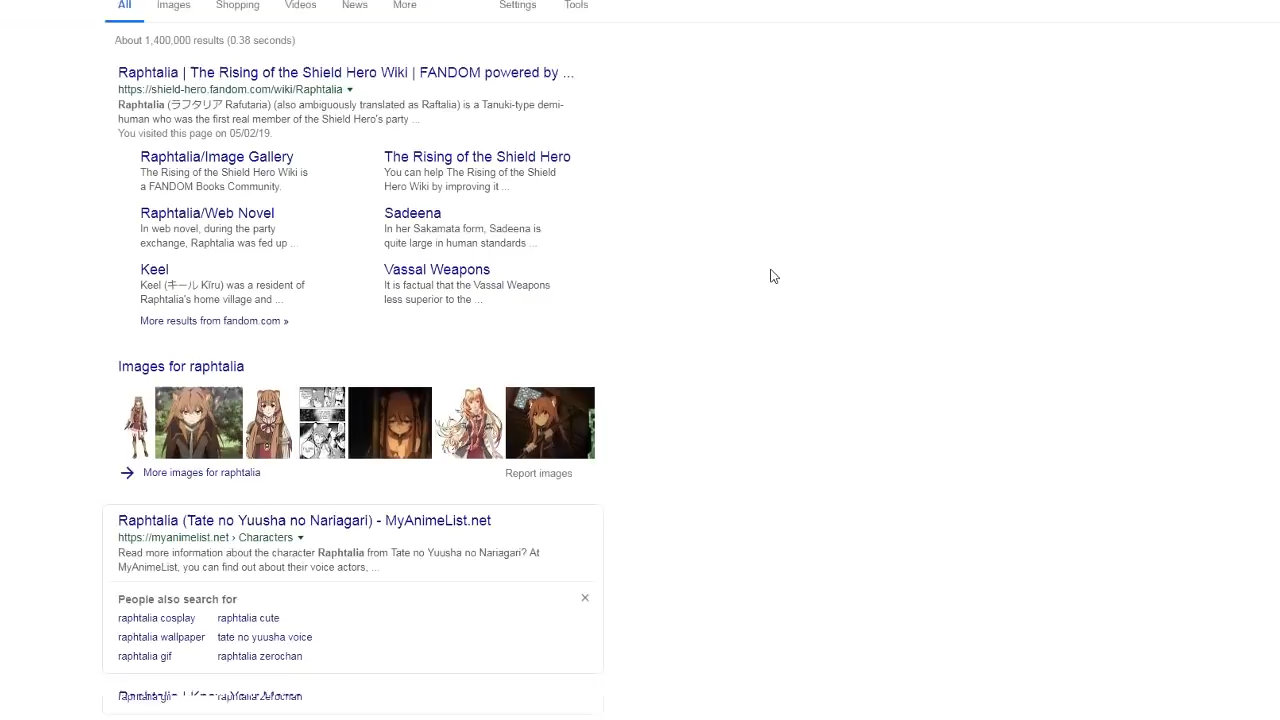 All Images Shopping Videos News More Settings Tools
About 1,400,000 results (0.38 seconds)
Raphtalia | The Rising of the Shield Hero Wiki | FANDOM powered by ...
https://shield-hero.fandom.com/wiki/Raphtalia
Raphtalia (ラフタリア Rafutaria) (also ambiguously translated as Raftalia) is a Tanuki-type demi-
human who was the first real member of the Shield Hero's party ...
You visited this page on 05/02/19.
Raphtalia/Image Gallery
The Rising of the Shield Hero Wiki is
a FANDOM Books Community.
The Rising of the Shield Hero
You can help The Rising of the Shield
Hero Wiki by improving it ...
Raphtalia/Web Novel
In web novel, during the party
exchange, Raphtalia was fed up ...
Sadeena
In her Sakamata form, Sadeena is
quite large in human standards ...
Keel
Keel (キール Kīru) was a resident of
Raphtalia's home village and ...
Vassal Weapons
It is factual that the Vassal Weapons
less superior to the ...
More results from fandom.com »
Images for raphtalia
More images for raphtalia
Report images
Raphtalia (Tate no Yuusha no Nariagari) - MyAnimeList.net
https://myanimelist.net › Characters
Read more information about the character Raphtalia from Tate no Yuusha no Nariagari? At
MyAnimeList, you can find out about their voice actors, ...
People also search for
raphtalia cosplay raphtalia cute
raphtalia wallpaper tate no yuusha voice
raphtalia gif raphtalia zerochan